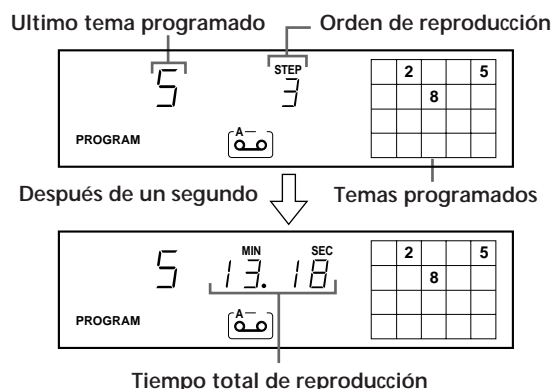 Ultimo tema programado
Orden de reproducción
STEP
5 3
2 5
8
PROGRAM
A
Después de un segundo
Temas programados
MIN SEC
5 13. 18
2 5
8
PROGRAM
A
Tiempo total de reproducción